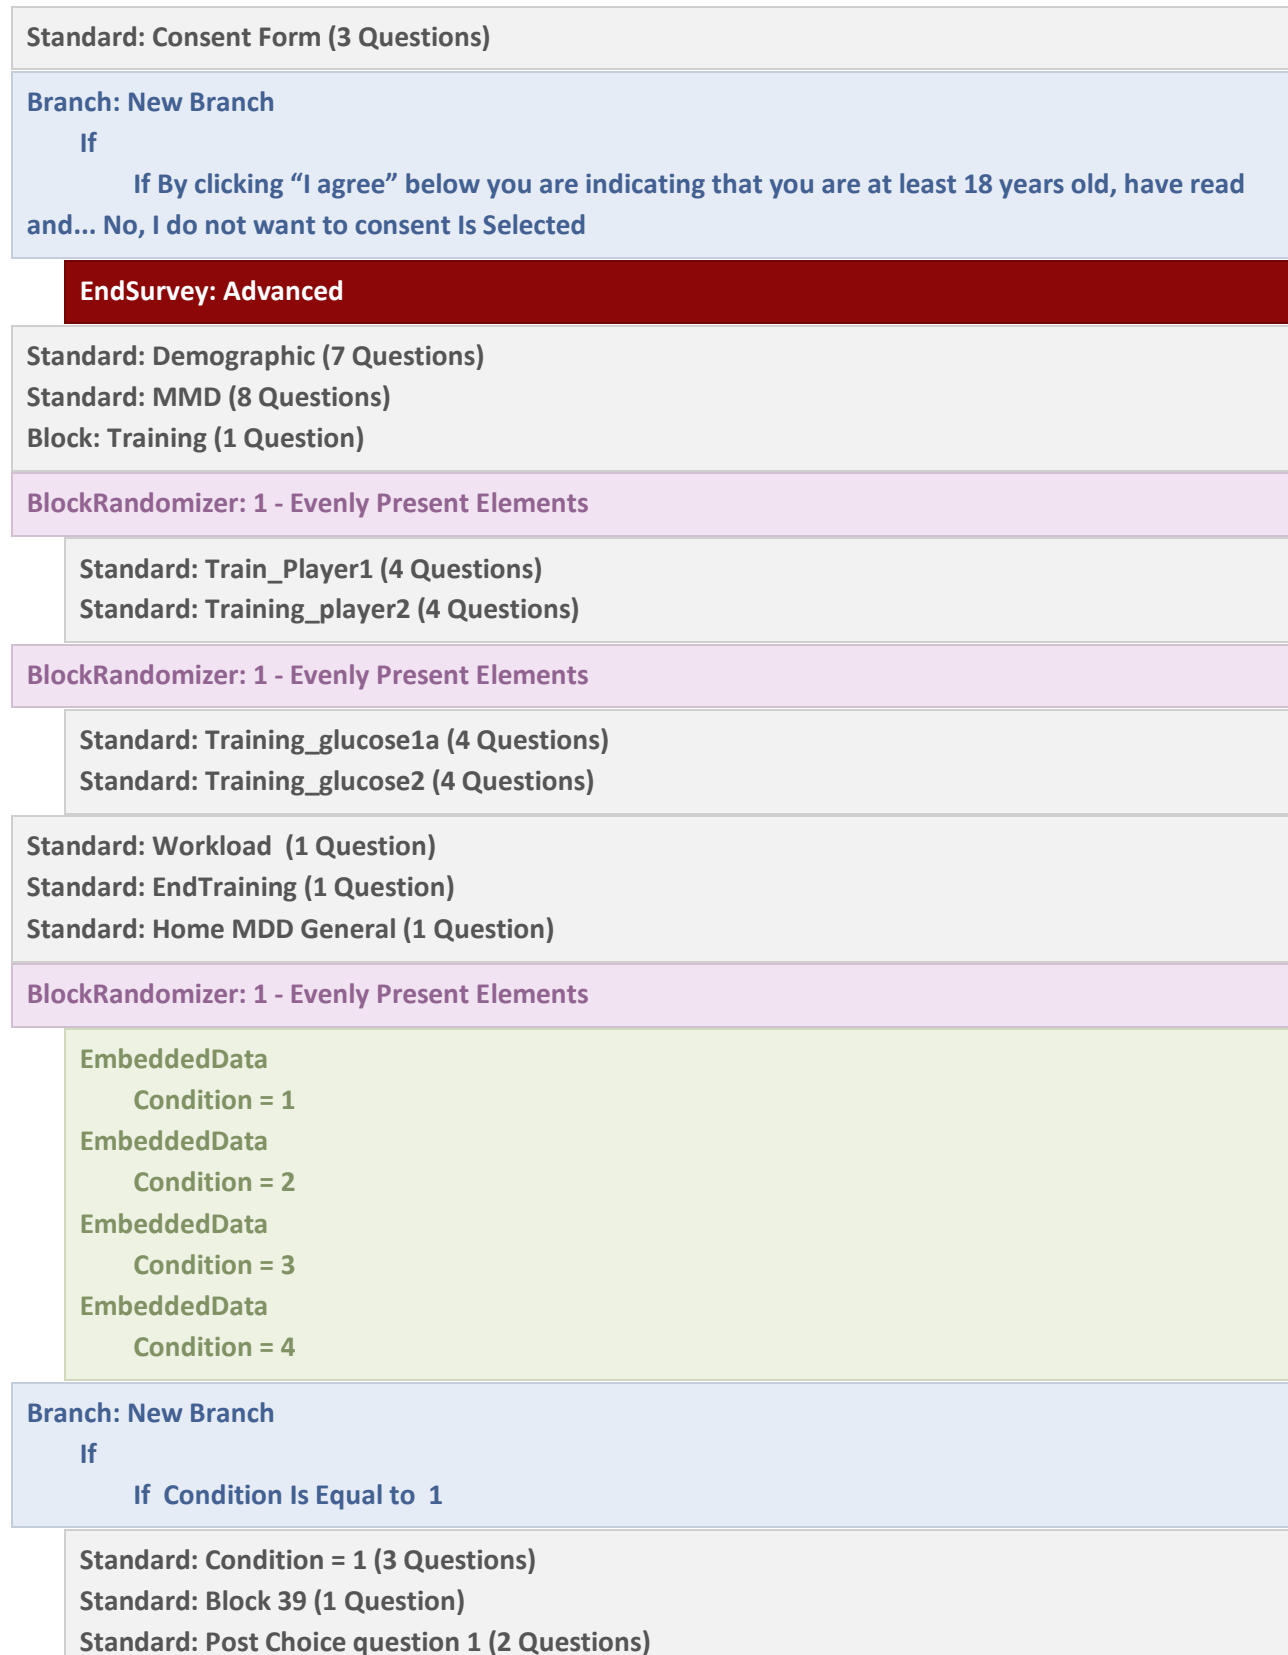 Standard: Consent Form (3 Questions)
Branch: New Branch
If
If By clicking “I agree” below you are indicating that you are at least 18 years old, have read
and... No, I do not want to consent Is Selected
EndSurvey: Advanced
Standard: Demographic (7 Questions)
Standard: MMD (8 Questions)
Block: Training (1 Question)
BlockRandomizer: 1 - Evenly Present Elements
Standard: Train_Player1 (4 Questions)
Standard: Training_player2 (4 Questions)
BlockRandomizer: 1 - Evenly Present Elements
Standard: Training_glucose1a (4 Questions)
Standard: Training_glucose2 (4 Questions)
Standard: Workload (1 Question)
Standard: EndTraining (1 Question)
Standard: Home MDD General (1 Question)
BlockRandomizer: 1 - Evenly Present Elements
EmbeddedData
Condition = 1
EmbeddedData
Condition = 2
EmbeddedData
Condition = 3
EmbeddedData
Condition = 4
Branch: New Branch
If
If Condition Is Equal to 1
Standard: Condition = 1 (3 Questions)
Standard: Block 39 (1 Question)
Standard: Post Choice question 1 (2 Questions)